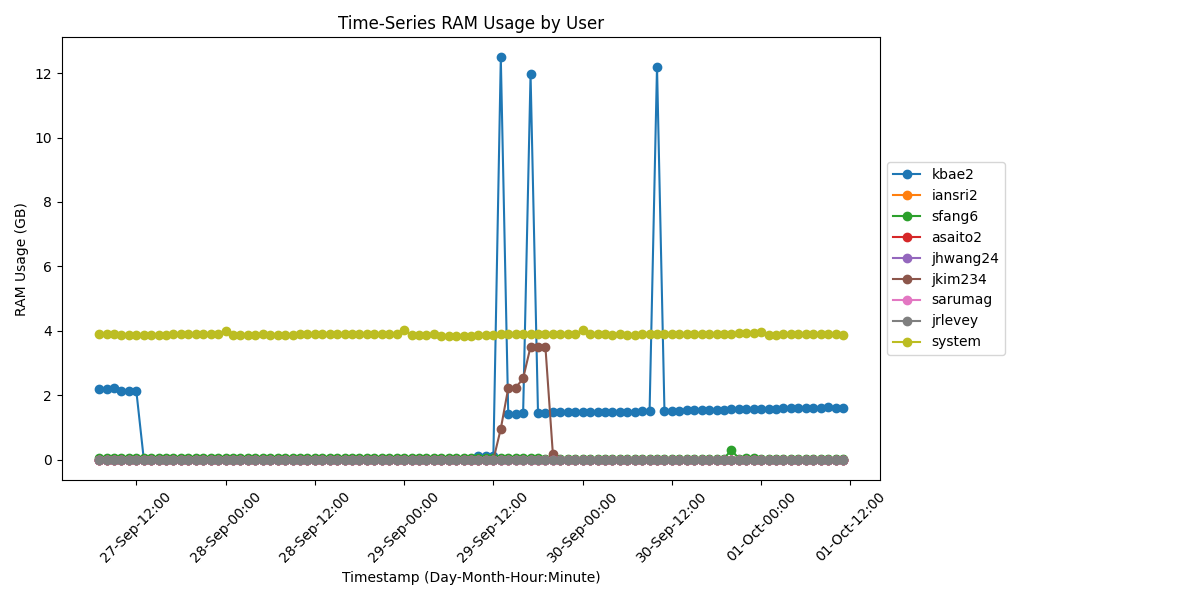 Time-Series RAM Usage by User
RAM Usage (GB)
12
10
8
6
4
2
0
27-Sep-12:00
28-Sep-00:00
28-Sep-12:00
29-Sep-00:00
29-Sep-12:00
30-Sep-00:00
30-Sep-12:00
01-Oct-00:00
01-Oct-12:00
Timestamp (Day-Month-Hour:Minute)
kbae2
iansri2
sfang6
asaito2
jhwang24
jkim234
sarumag
jrlevey
system